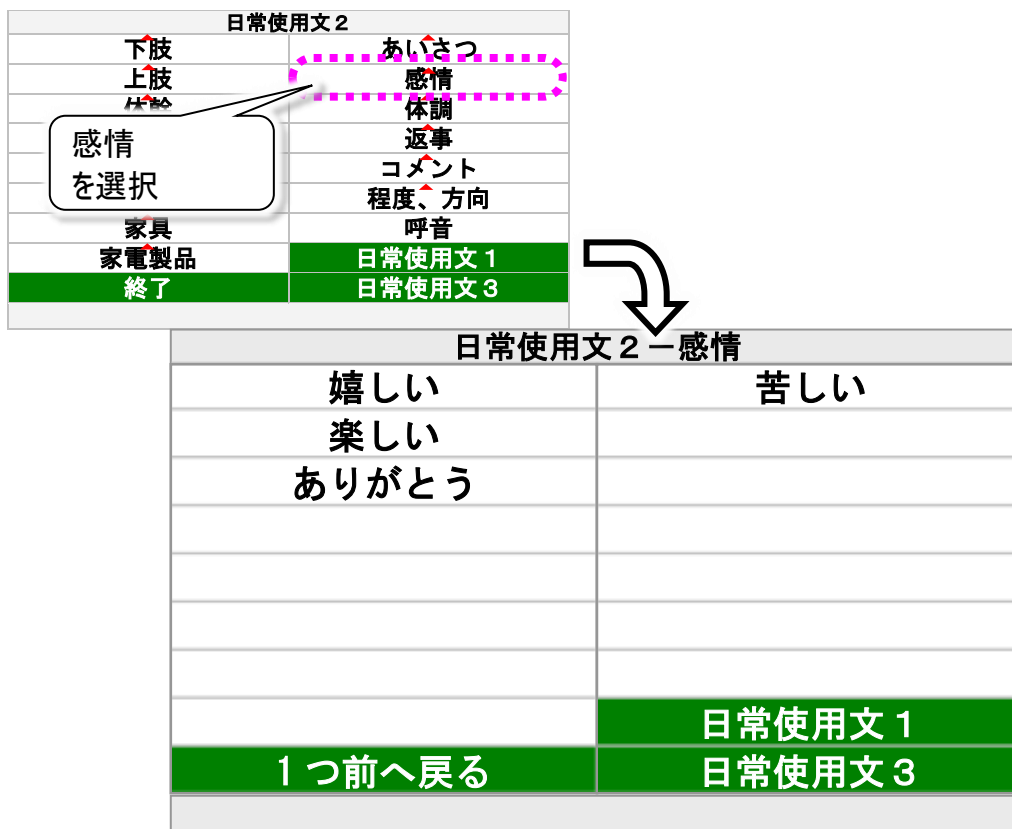 日常使用文２
下肢
あいさつ
上肢
感情
体幹
体調
返事
コメント
程度、方向
家具
呼音
家電製品
日常使用文１
終了
日常使用文３
感情
を選択
日常使用文２－感情
嬉しい
苦しい
楽しい
ありがとう
日常使用文１
１つ前へ戻る
日常使用文３